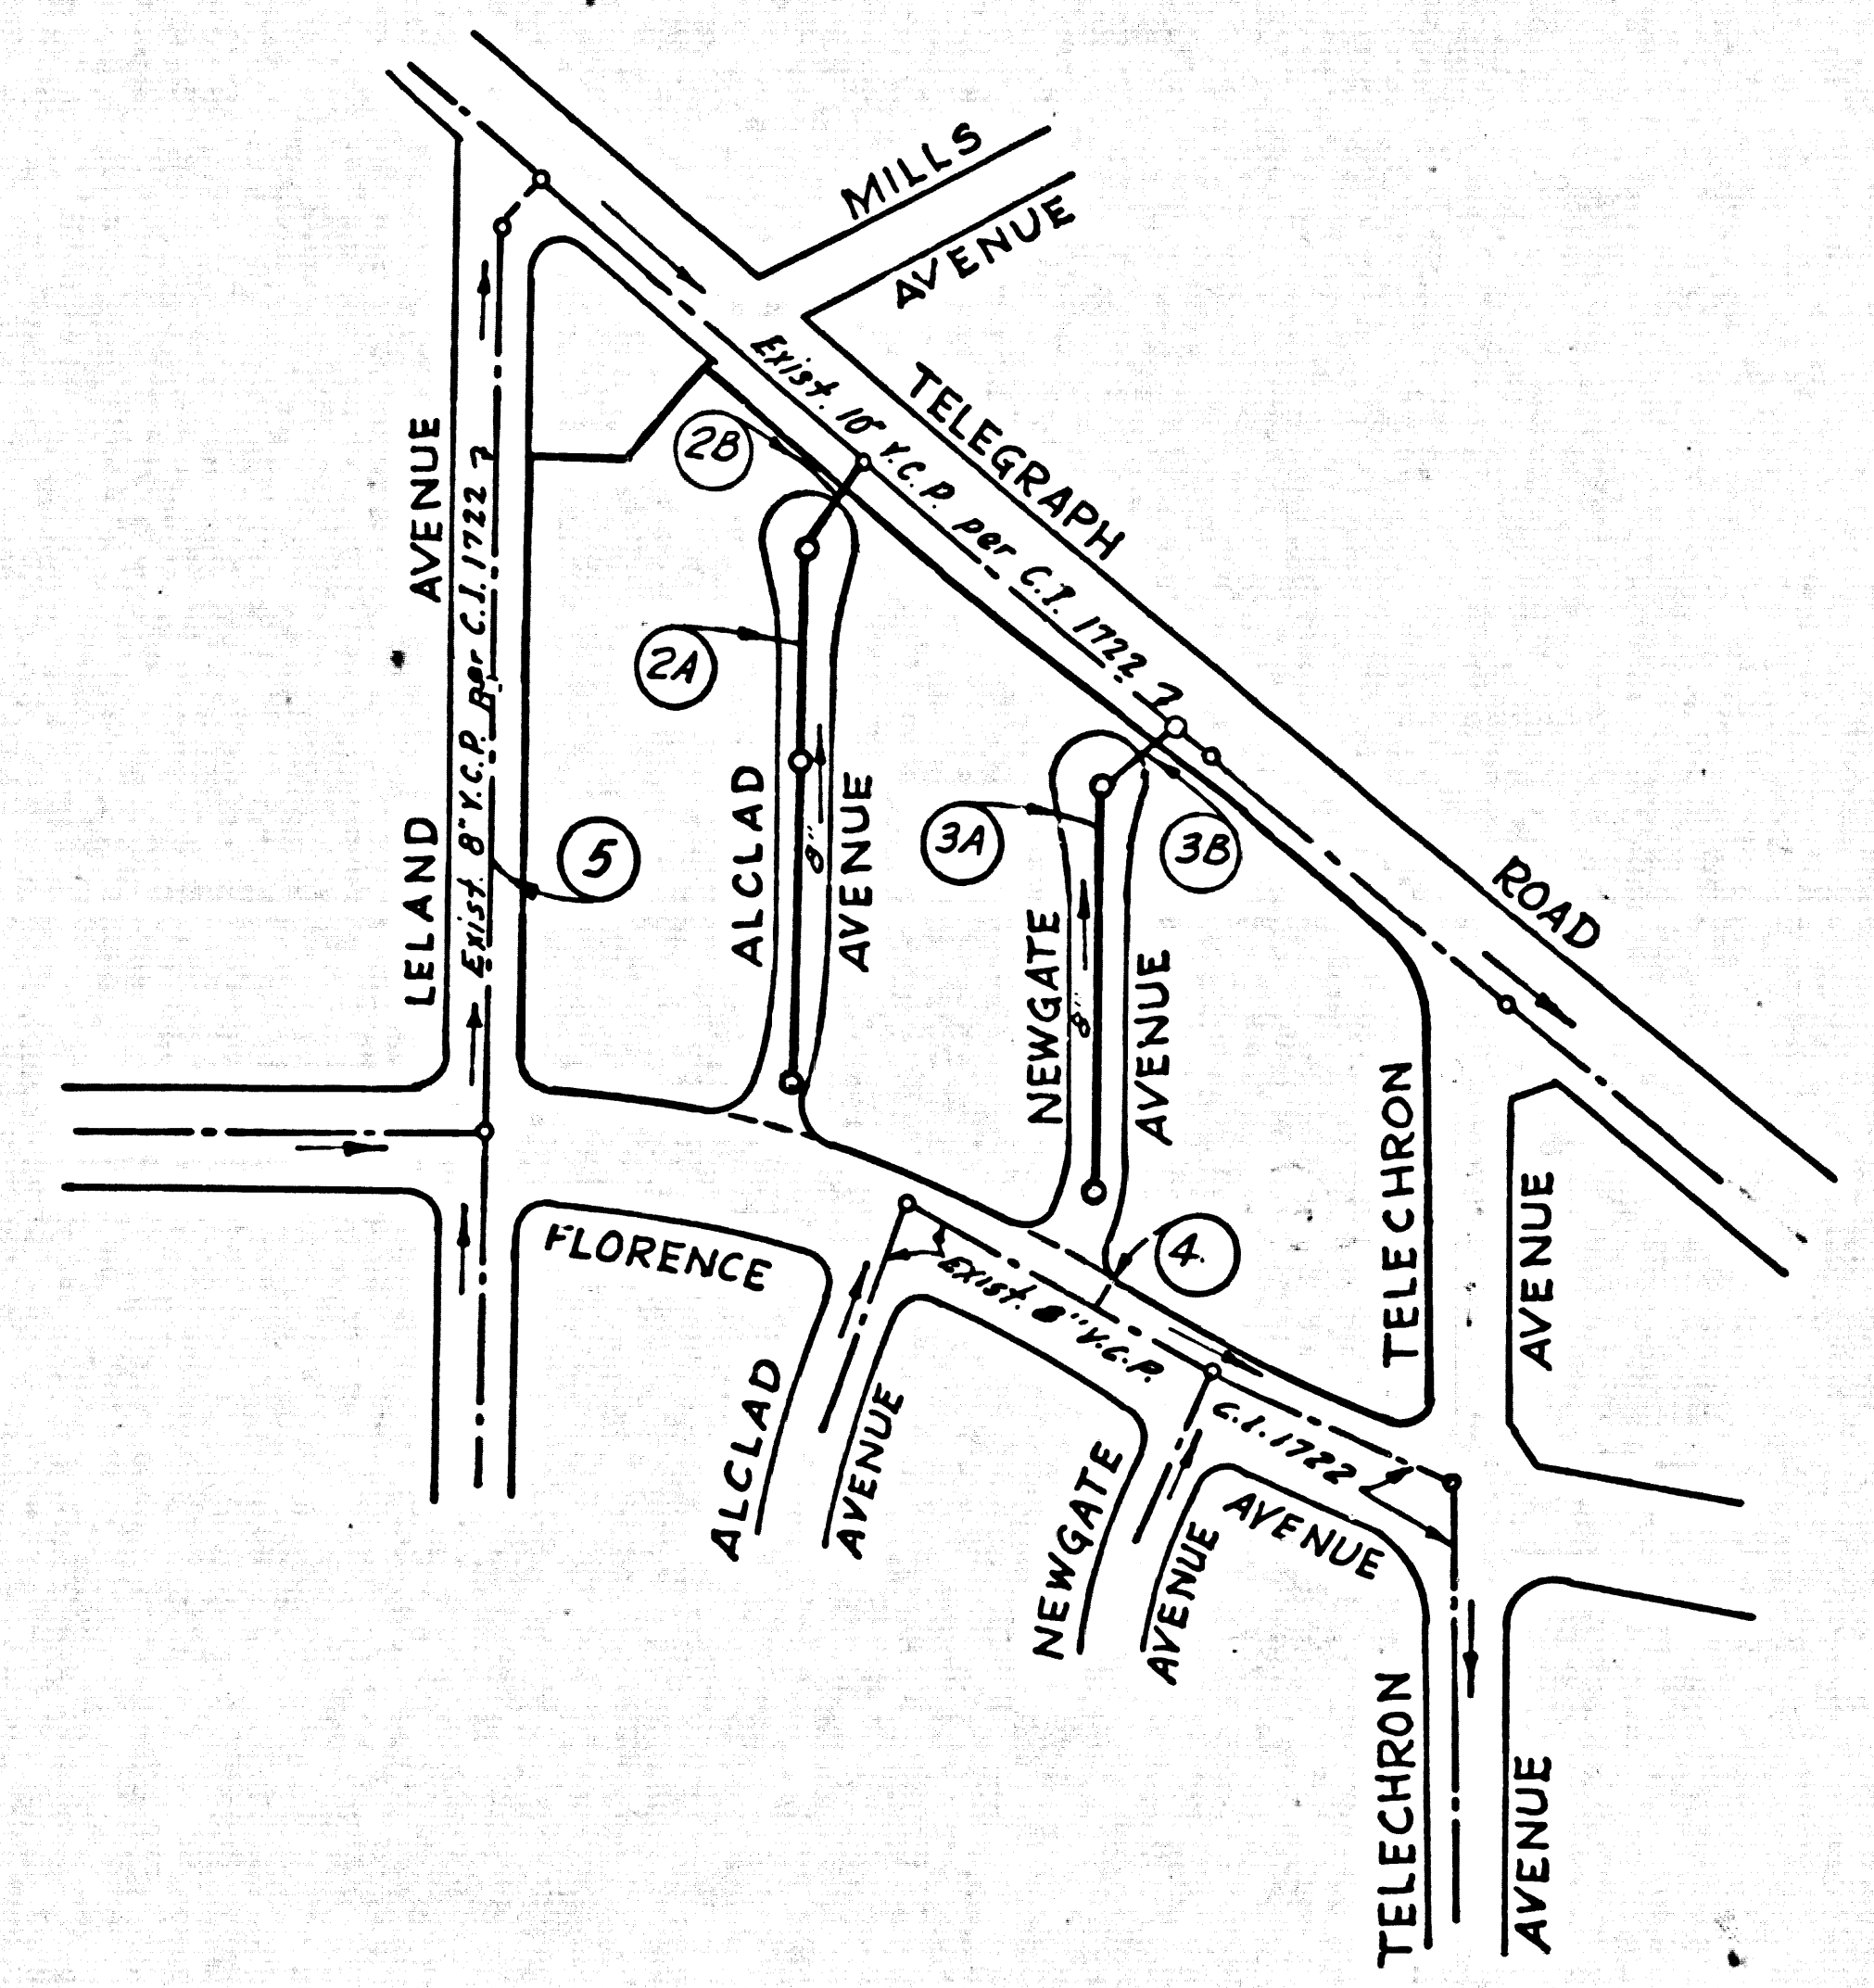 MILLS
AVENUE
TELEGRAPH
ROAD
Exist. 10" V.C.P. per C.I. 1722
2B
2A
AVENUE
LELAND
Exist. 8" V.C.P. per C.I. 1722
5
ALCLAD
AVENUE
8"
3A
3B
NEWGATE
AVENUE
8"
TELECHRON
AVENUE
4.
FLORENCE
AVENUE
Exist. 8" V.C.P.
C.I. 1722
ALCLAD
AVENUE
NEWGATE
AVENUE
TELECHRON
AVENUE